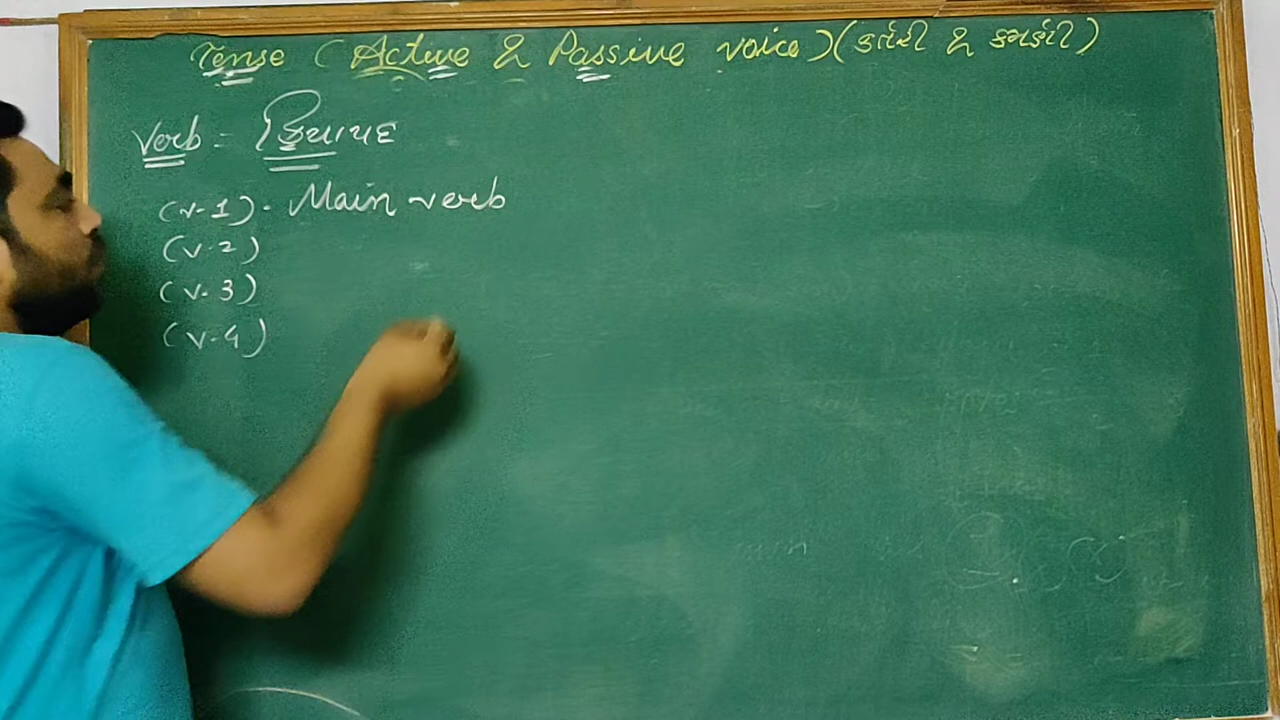 Tense (Active & Passive voice) (કર્તરી & કર્મણી)
Verb = ક્રિયાપદ
(v-1) - Main verb
(v-2)
(v-3)
(v-4)